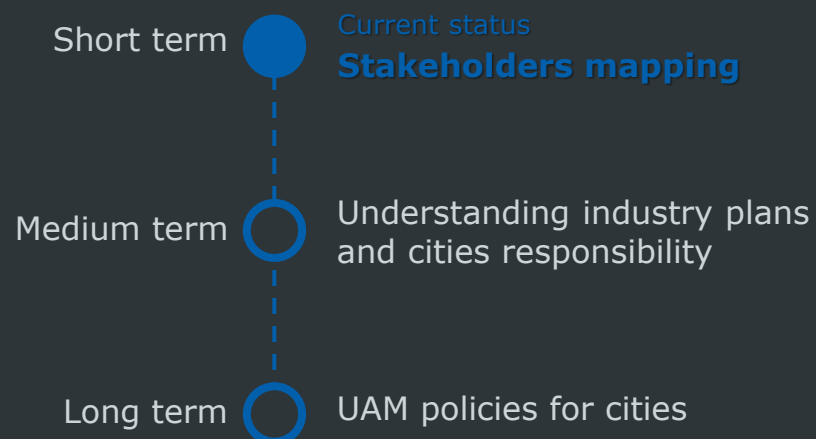 Short term
Current status
Stakeholders mapping
Medium term
Understanding industry plans
and cities responsibility
Long term
UAM policies for cities